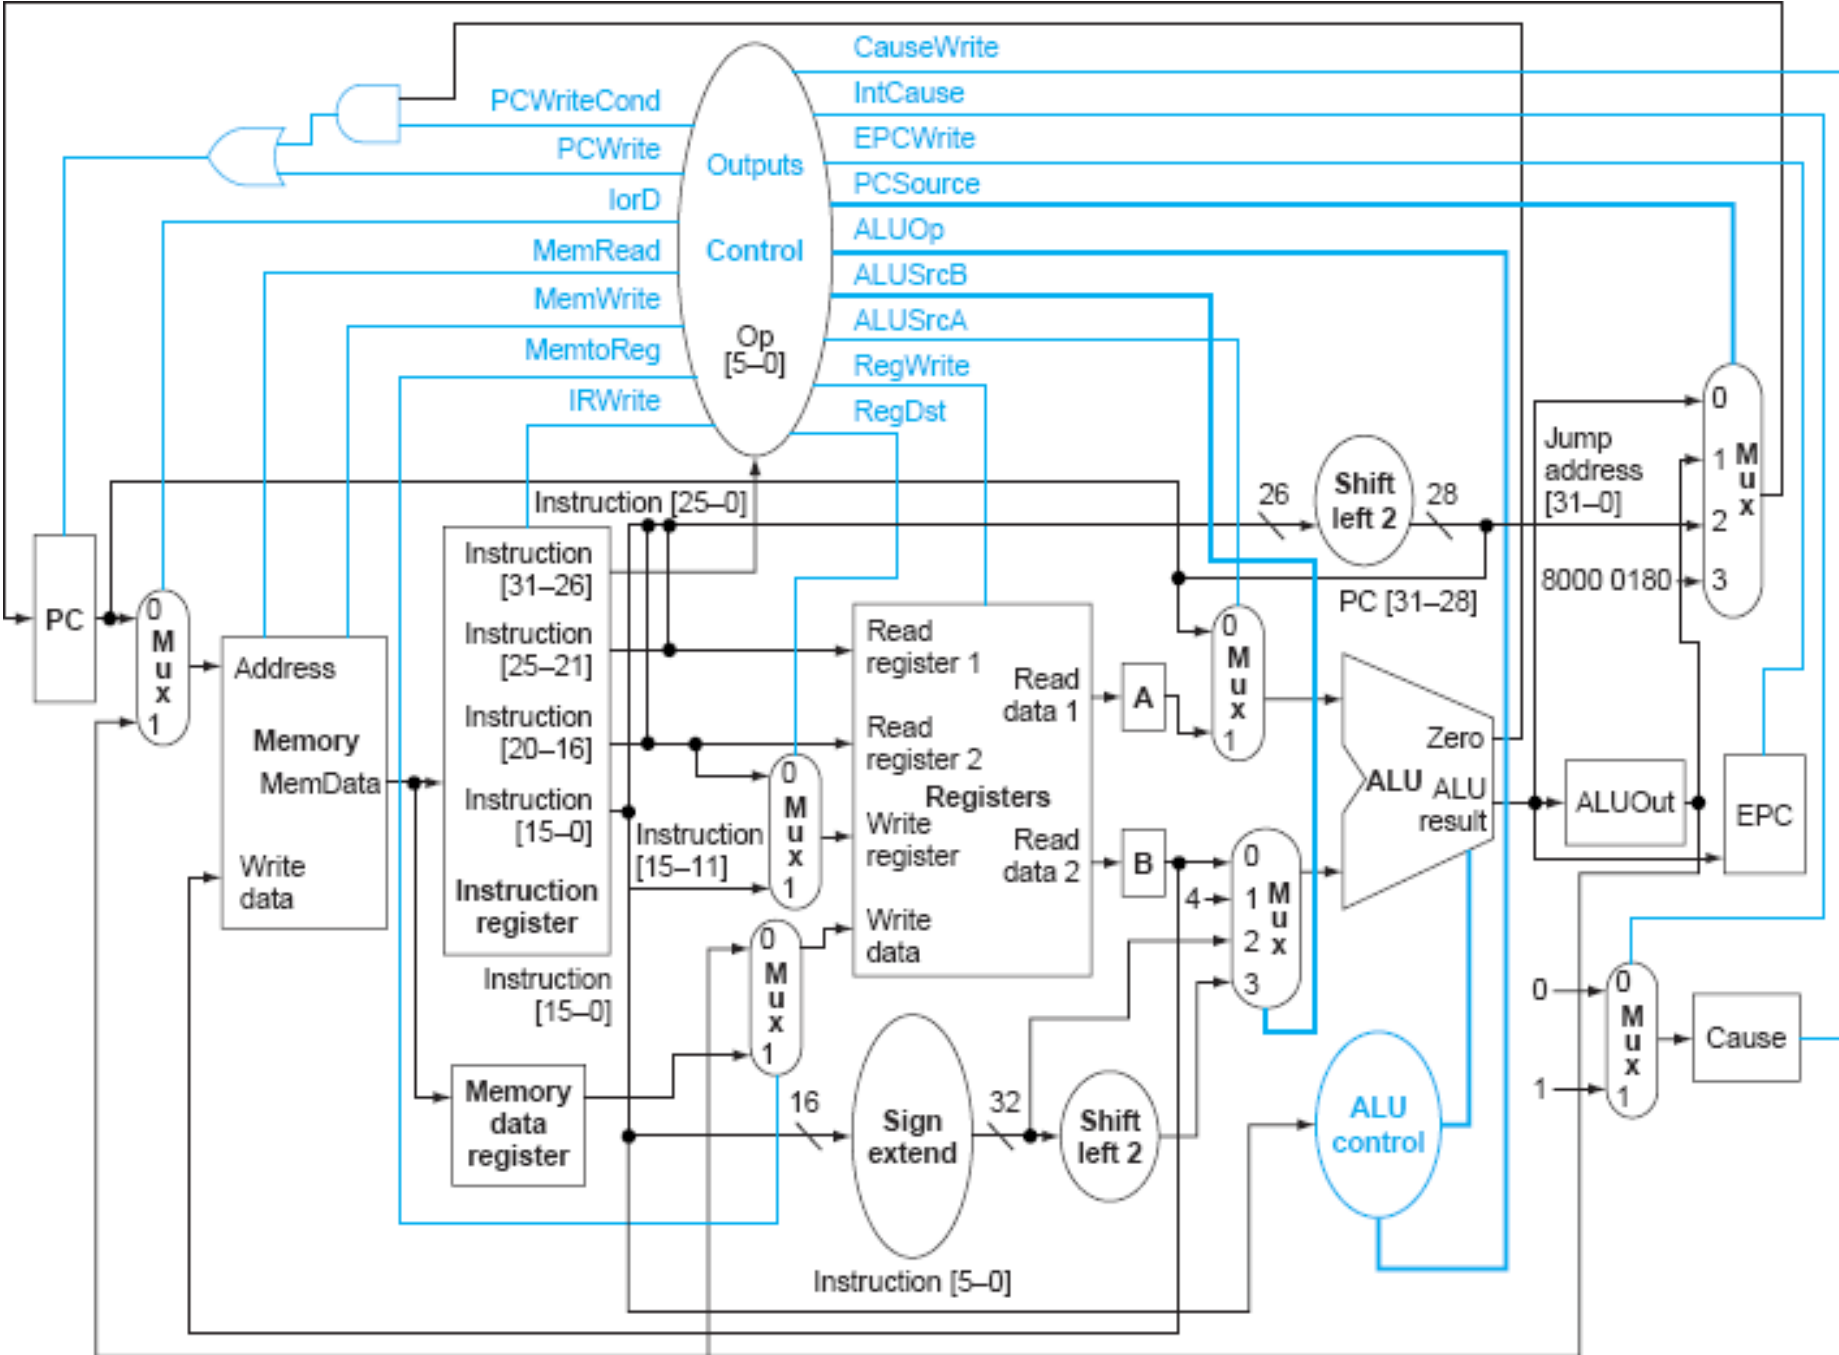 CauseWrite
IntCause
EPCWrite
PCSource
ALUOp
ALUSrcB
ALUSrcA
RegWrite
RegDst
PCWriteCond
PCWrite
IorD
MemRead
MemWrite
MemtoReg
IRWrite
Outputs
Control
Op
[5–0]
Instruction [25–0]
26
Shift
left 2
28
Jump
address
[31–0]
0
1
2
3
M
u
x
8000 0180
PC [31–28]
PC
0
M
u
x
1
Address
Memory
MemData
Write
data
Instruction
[31–26]
Instruction
[25–21]
Instruction
[20–16]
Instruction
[15–0]
Instruction
register
Instruction
[15–0]
Instruction
[15–11]
0
M
u
x
1
0
M
u
x
1
Memory
data
register
Read
register 1
Read
register 2
Registers
Write
register
Write
data
Read
data 1
Read
data 2
A
B
0
M
u
x
1
4
0
1
2
3
M
u
x
Zero
ALU
ALU
result
ALUOut
EPC
0
1
0
M
u
x
1
Cause
16
Sign
extend
32
Shift
left 2
ALU
control
Instruction [5–0]